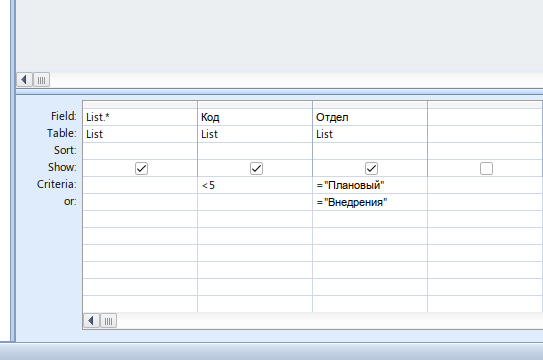 Field: List.* Код Отдел
Table: List List List
Sort:
Show:
Criteria: <5 ="Плановый"
or: ="Внедрения"